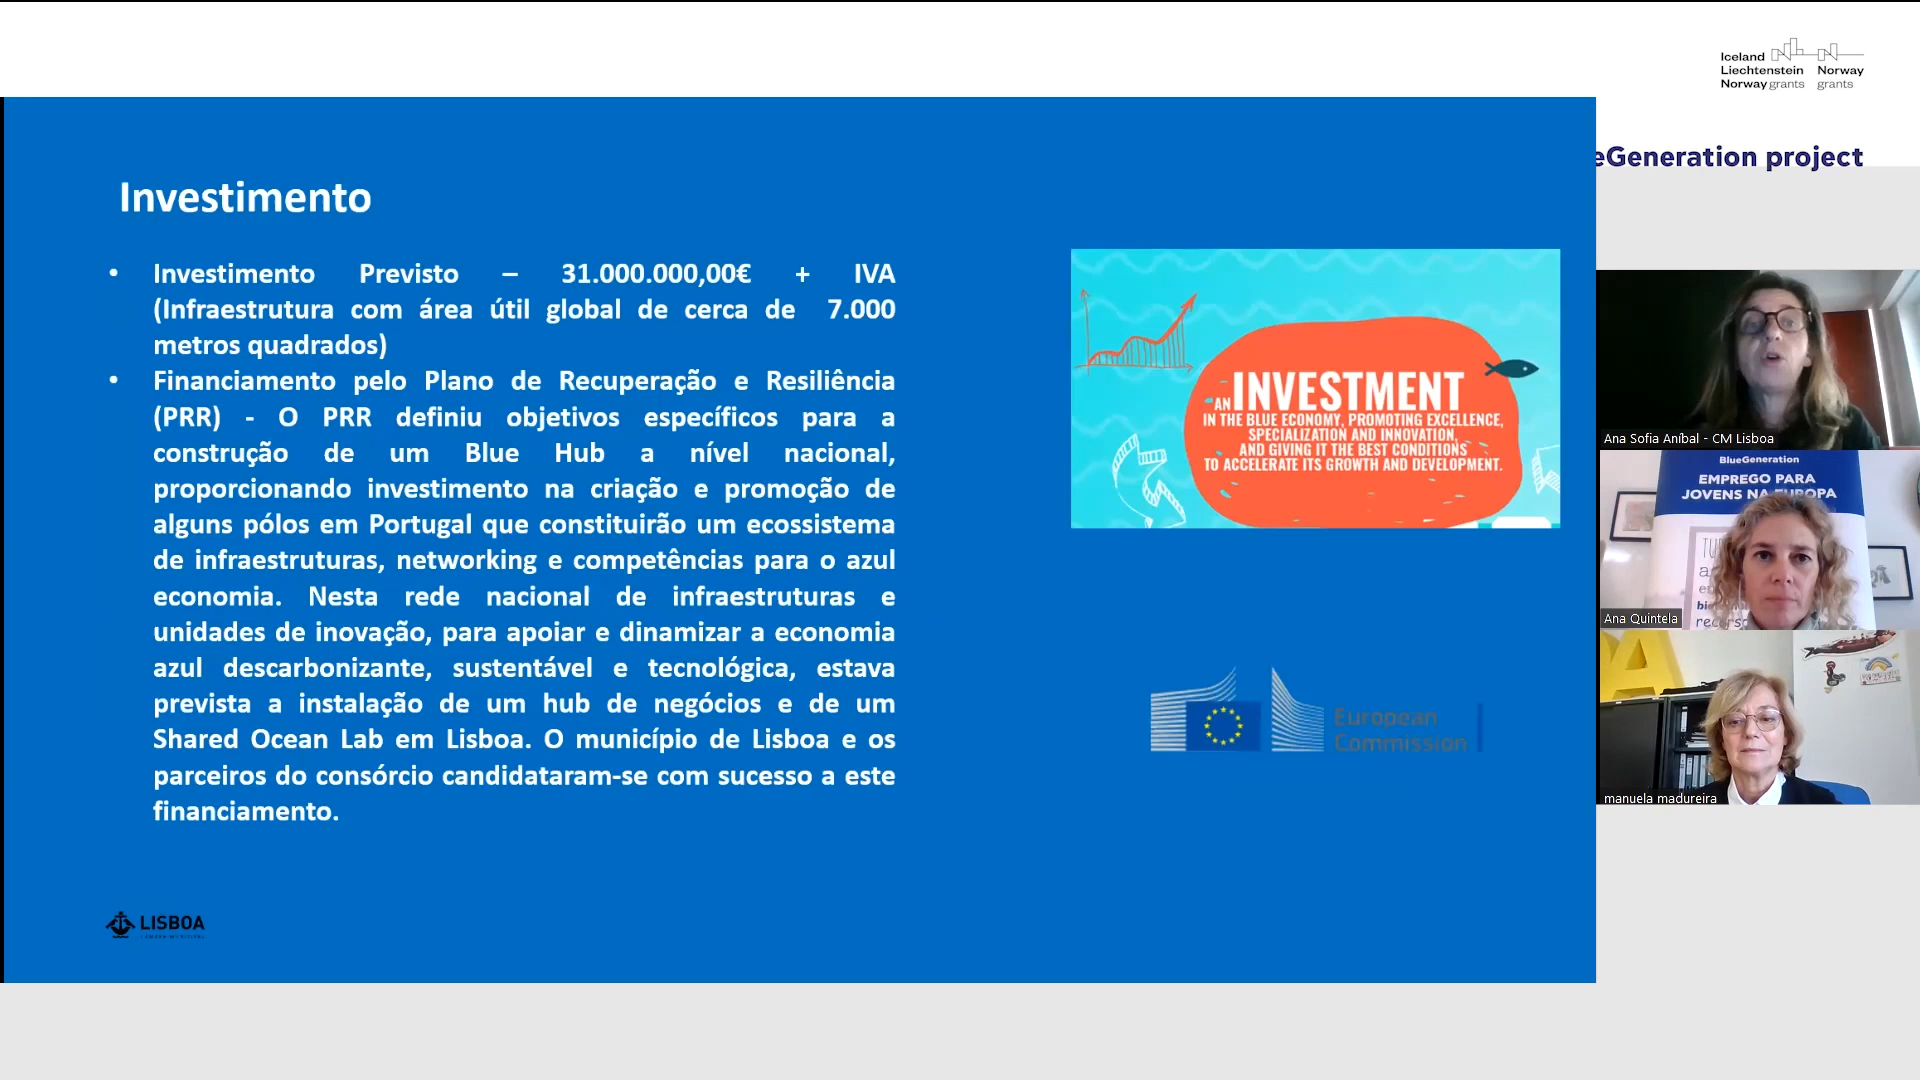 Iceland
Liechtenstein Norway
Norway grants grants
eGeneration project
Investimento
• Investimento Previsto – 31.000.000,00€ + IVA
(Infraestrutura com área útil global de cerca de 7.000
metros quadrados)
• Financiamento pelo Plano de Recuperação e Resiliência
(PRR) - O PRR definiu objetivos específicos para a
construção de um Blue Hub a nível nacional,
proporcionando investimento na criação e promoção de
alguns pólos em Portugal que constituirão um ecossistema
de infraestruturas, networking e competências para o azul
economia. Nesta rede nacional de infraestruturas e
unidades de inovação, para apoiar e dinamizar a economia
azul descarbonizante, sustentável e tecnológica, estava
prevista a instalação de um hub de negócios e de um
Shared Ocean Lab em Lisboa. O município de Lisboa e os
parceiros do consórcio candidataram-se com sucesso a este
financiamento.
AN INVESTMENT
IN THE BLUE ECONOMY, PROMOTING EXCELLENCE,
SPECIALIZATION AND INNOVATION,
AND GIVING IT THE BEST CONDITIONS
TO ACCELERATE ITS GROWTH AND DEVELOPMENT.
European
Commission
LISBOA
Ana Sofia Aníbal - CM Lisboa
BlueGeneration
EMPREGO PARA
JOVENS NA EUROPA
Ana Quintela
manuela madureira